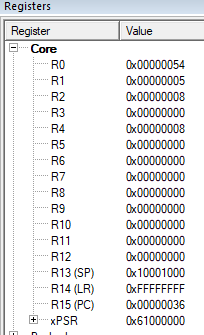 Registers
Register Value
Core
R0 0x00000054
R1 0x00000005
R2 0x00000008
R3 0x00000000
R4 0x00000008
R5 0x00000000
R6 0x00000000
R7 0x00000000
R8 0x00000000
R9 0x00000000
R10 0x00000000
R11 0x00000000
R12 0x00000000
R13 (SP) 0x10001000
R14 (LR) 0xFFFFFFFF
R15 (PC) 0x00000036
xPSR 0x61000000